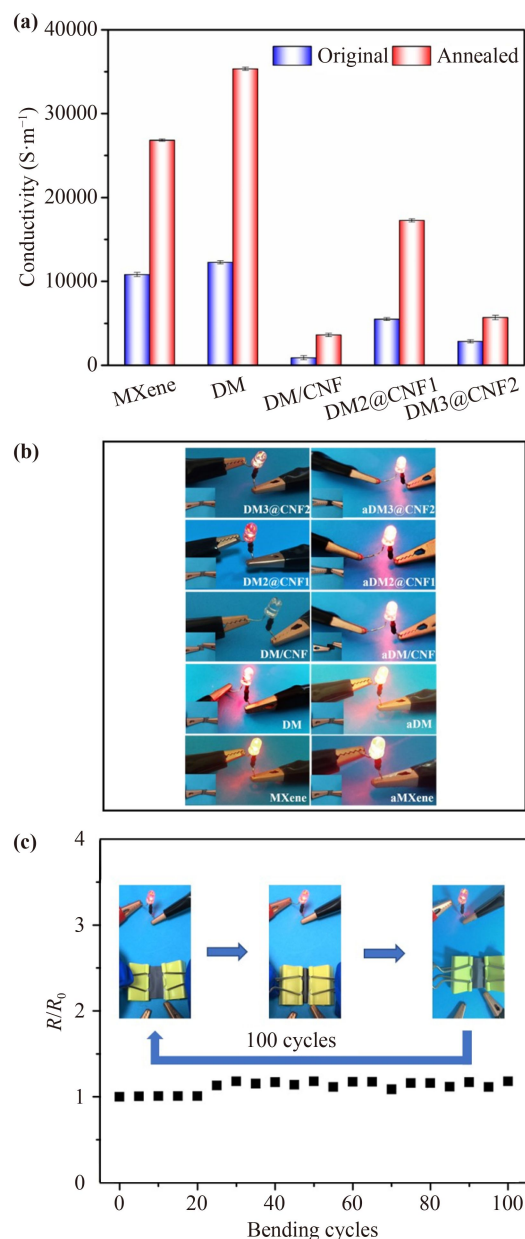 (a)
40000
30000
20000
10000
0
Conductivity (S·m⁻¹)
Original Annealed
MXene DM DM/CNF DM2@CNF1 DM3@CNF2
(b)
DM3@CNF2 aDM3@CNF2
DM2@CNF1 aDM2@CNF1
DM/CNF aDM/CNF
DM aDM
MXene aMXene
(c)
4
3
2
1
0
R/R₀
100 cycles
0 20 40 60 80 100
Bending cycles